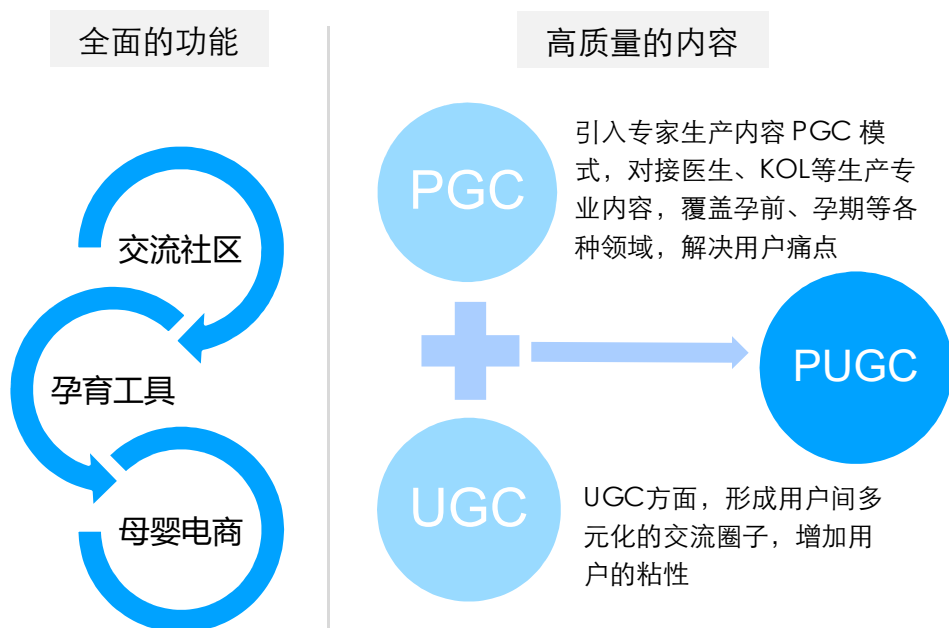 全面的功能
交流社区
孕育工具
母婴电商
高质量的内容
PGC
引入专家生产内容 PGC 模
式，对接医生、KOL等生产专
业内容，覆盖孕前、孕期等各
种领域，解决用户痛点
PUGC
UGC
UGC方面，形成用户间多
元化的交流圈子，增加用
户的粘性